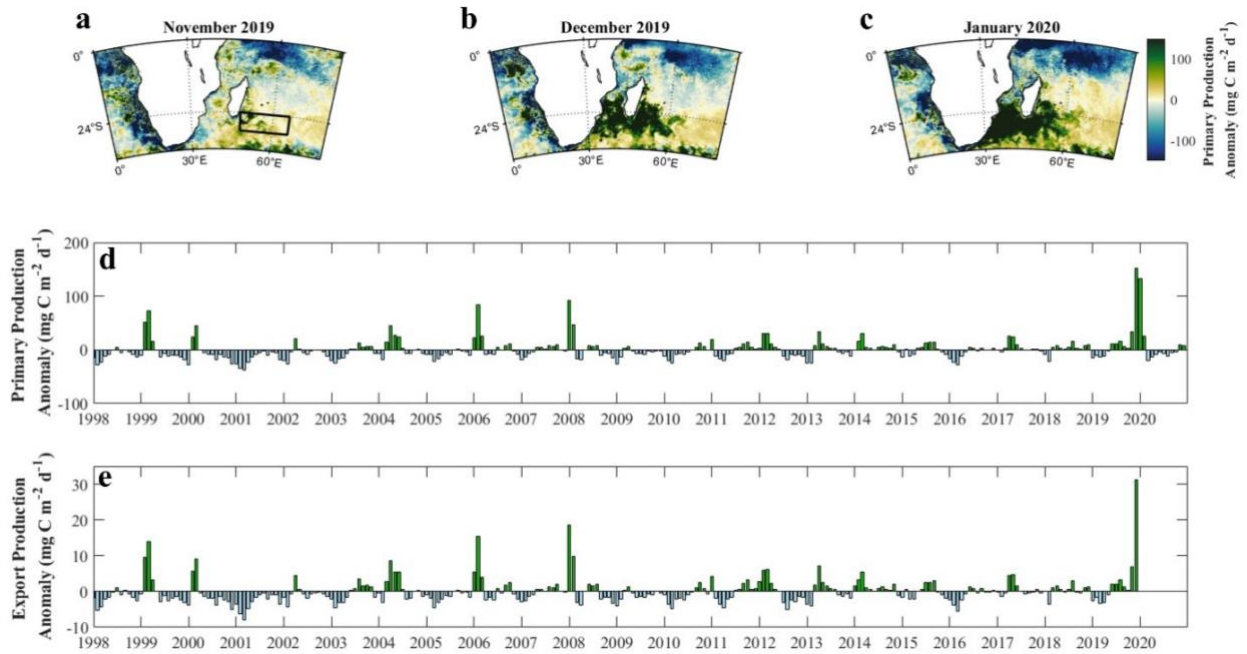 a
November 2019
0°
24°S
0°
30°E
60°E
b
December 2019
0°
24°S
0°
30°E
60°E
c
January 2020
0°
24°S
0°
30°E
60°E
100
0
-100
Primary Production
Anomaly (mg C m⁻² d⁻¹)
d
Primary Production
Anomaly (mg C m⁻² d⁻¹)
200
100
0
-100
1998 1999 2000 2001 2002 2003 2004 2005 2006 2007 2008 2009 2010 2011 2012 2013 2014 2015 2016 2017 2018 2019 2020
e
Export Production
Anomaly (mg C m⁻² d⁻¹)
30
20
10
0
-10
1998 1999 2000 2001 2002 2003 2004 2005 2006 2007 2008 2009 2010 2011 2012 2013 2014 2015 2016 2017 2018 2019 2020